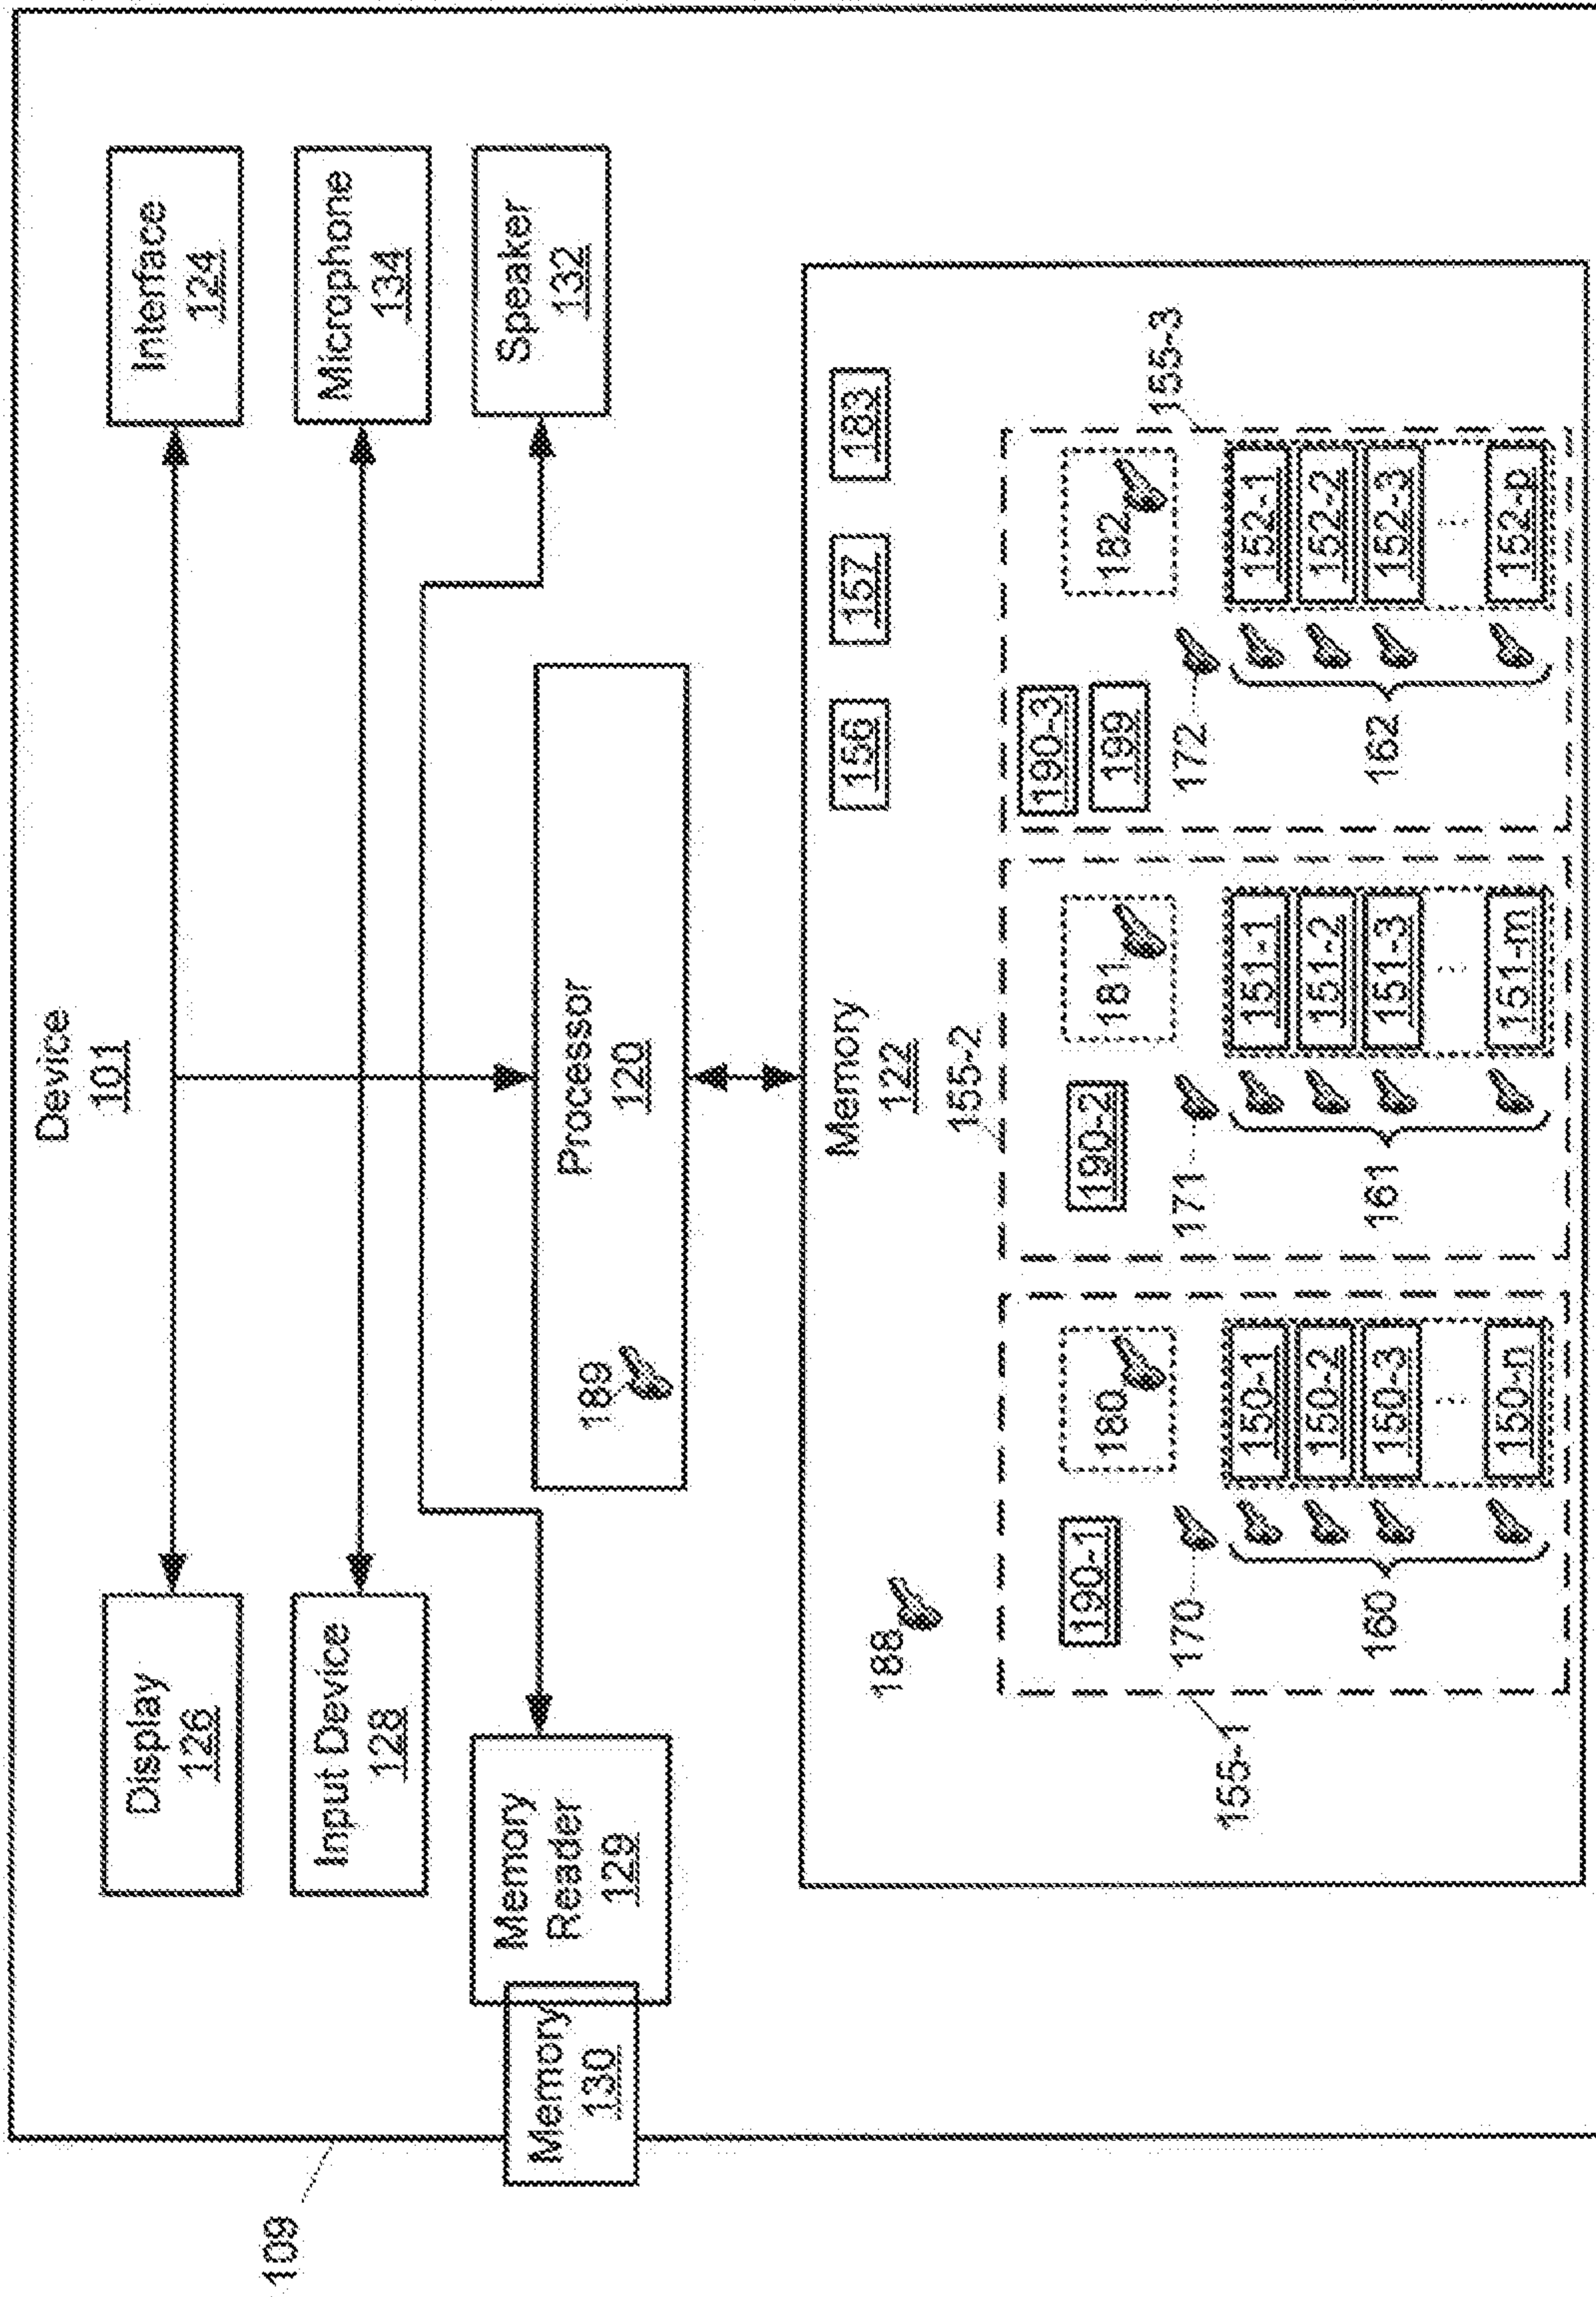 Device
101
109
Display
126
Interface
124
Input Device
128
Microphone
134
Memory
Reader
129
Memory
130
Speaker
132
Processor
120
189
Memory
122
156
157
183
188
155-1
190-1
180
170
160
150-1
150-2
150-3
150-n
155-2
190-2
181
171
161
151-1
151-2
151-3
151-m
155-3
190-3
199
182
172
162
152-1
152-2
152-3
152-p